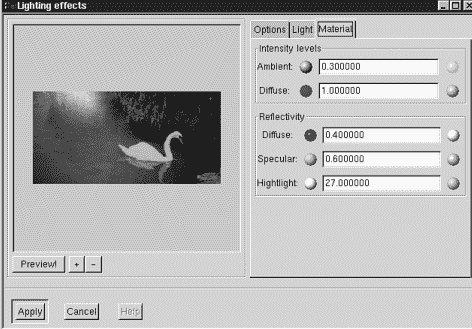 Lighting effects
Options Light Material
Intensity levels
Ambient: 0.300000
Diffuse: 1.000000
Reflectivity
Diffuse: 0.400000
Specular: 0.600000
Hightlight: 27.000000
Preview! + -
Apply Cancel Help